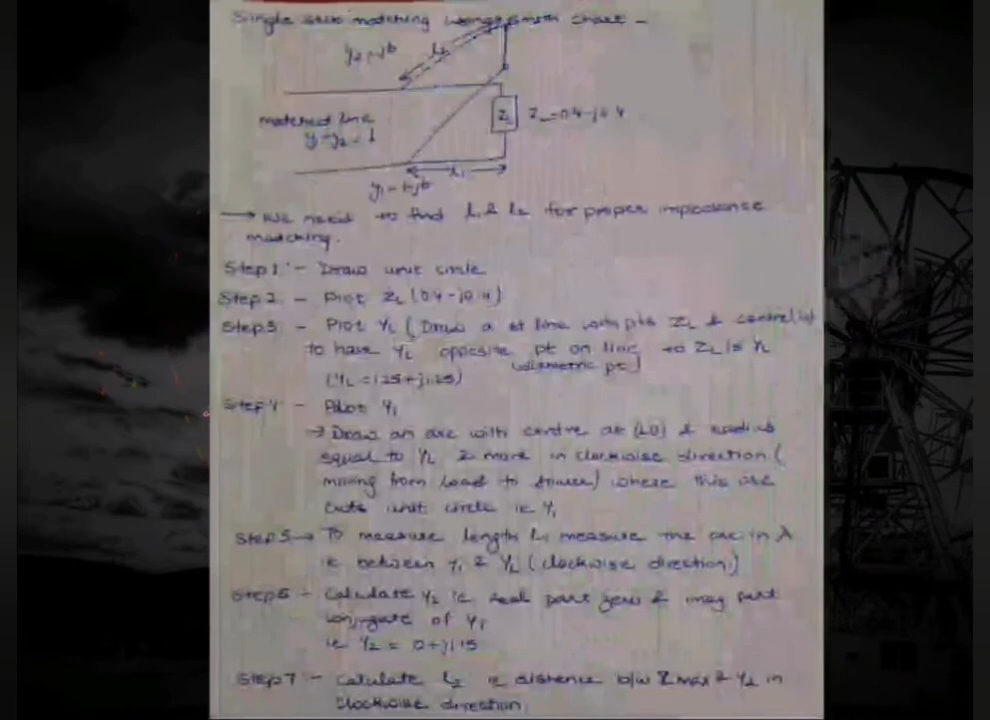 Single stub matching using smith chart -
y2 = -jb
l2
matched line
y = y2 = 1
ZL ZL = 0.4 - j0.4
l1
y1 = 1+jb
→ We need to find l1 & l2 for proper impedance
matching.
Step 1 - Draw unit circle
Step 2 - Plot ZL (0.4 - j0.4)
Step 3 - Plot YL (Draw a st line with pts ZL &
to have YL opposite pt on line to ZL is YL
(YL = 1.25 + j1.25) (diametric pt)
Step 4 - Plot Y1
→ Draw an arc with centre as (1,0) & radius
equal to YL & move in clockwise direction (
moving from load to source) where this arc
cuts unit circle ie Y1
Step 5 → To measure length L1 measure the arc in λ
ie between Y1 & YL (clockwise direction)
Step 6 - Calculate Y2 ie real part zero & imag part
conjugate of Y1
ie Y2 = 0 + j1.15
Step 7 - Calculate L2 ie distance b/w Zmax & Y2 in
clockwise direction.